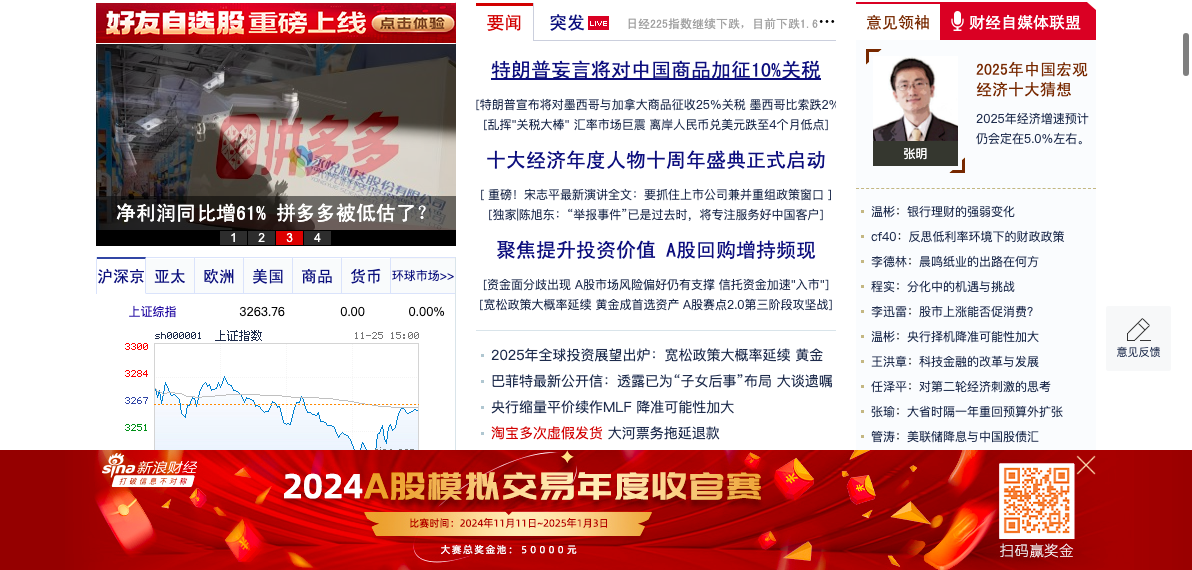 好友自选股重磅上线 点击体验
拼多多
净利润同比增61% 拼多多被低估了？
1 2 3 4
沪深京 亚太 欧洲 美国 商品 货币 环球市场>>
上证综指 3263.76 0.00 0.00%
sh000001 上证指数 11-25 15:00
3300
3284
3267
3251
要闻 突发 LIVE 日经225指数继续下跌，目前下跌1.6 •••
特朗普妄言将对中国商品加征10%关税
[特朗普宣布将对墨西哥与加拿大商品征收25%关税 墨西哥比索跌2%
[乱挥"关税大棒" 汇率市场巨震 离岸人民币兑美元跌至4个月低点]
十大经济年度人物十周年盛典正式启动
[ 重磅！宋志平最新演讲全文：要抓住上市公司兼并重组政策窗口 ]
[独家|陈旭东：“举报事件”已是过去时，将专注服务好中国客户]
聚焦提升投资价值 A股回购增持频现
[资金面分歧出现 A股市场风险偏好仍有支撑 信托资金加速"入市"]
[宽松政策大概率延续 黄金成首选资产 A股赛点2.0第三阶段攻坚战]
2025年全球投资展望出炉：宽松政策大概率延续 黄金
巴菲特最新公开信：透露已为“子女后事”布局 大谈遗嘱
央行缩量平价续作MLF 降准可能性加大
淘宝多次虚假发货 大河票务拖延退款
意见领袖 财经自媒体联盟
张明
2025年中国宏观
经济十大猜想
2025年经济增速预计
仍会定在5.0%左右。
温彬：银行理财的强弱变化
cf40：反思低利率环境下的财政政策
李德林：晨鸣纸业的出路在何方
程实：分化中的机遇与挑战
李迅雷：股市上涨能否促消费?
温彬：央行择机降准可能性加大
王洪章：科技金融的改革与发展
任泽平：对第二轮经济刺激的思考
张瑜：大省时隔一年重回预算外扩张
管涛：美联储降息与中国股债汇
意见反馈
sina 新浪财经
打破信息不对称
2024A股模拟交易年度收官赛
比赛时间：2024年11月11日~2025年1月3日
大赛总奖金池：50000元
扫码赢奖金